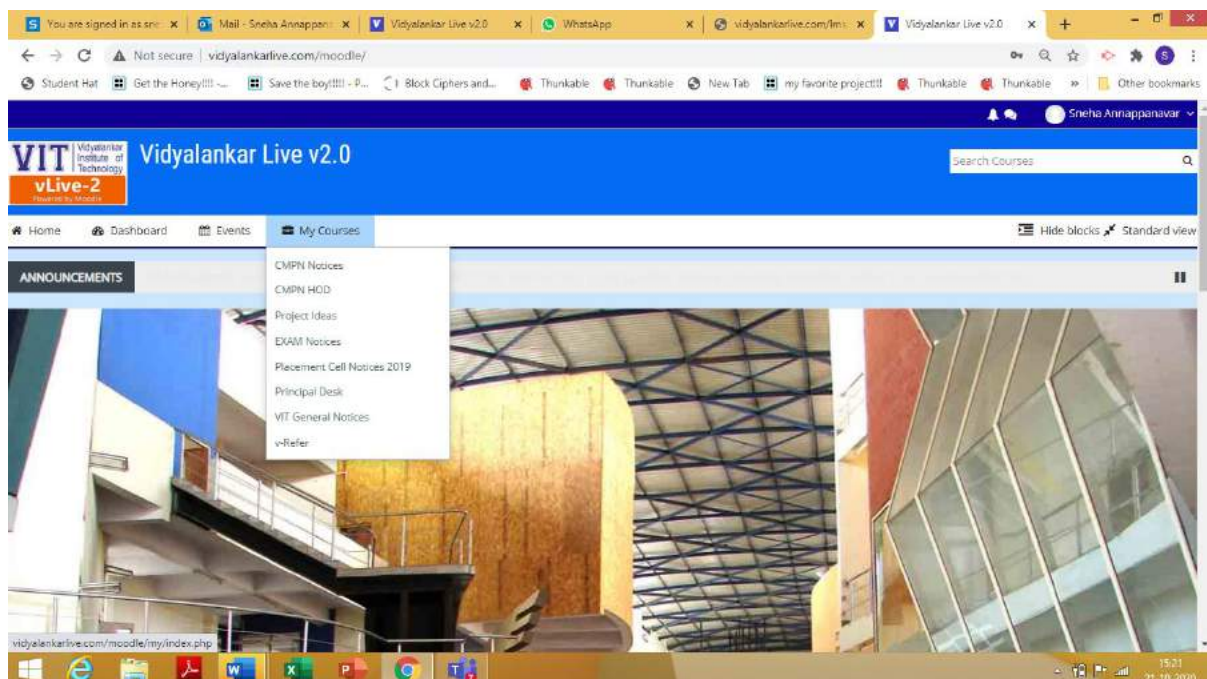 You are signed in as sne
Mail - Sneha Annappana
Vidyalankar Live v2.0
WhatsApp
vidyalankarlive.com/lms
Vidyalankar Live v2.0
Not secure | vidyalankarlive.com/moodle/
Student Hat
Get the Honey!!!! -...
Save the boy!!!!! - P...
Block Ciphers and...
Thunkable
Thunkable
New Tab
my favorite project!!!
Thunkable
Thunkable
Other bookmarks
Sneha Annappanavar
VIT
Vidyalankar
Institute of
Technology
vLive-2
Powered by Moodle
Vidyalankar Live v2.0
Search Courses
Home
Dashboard
Events
My Courses
Hide blocks
Standard view
ANNOUNCEMENTS
CMPN Notices
CMPN HOD
Project Ideas
EXAM Notices
Placement Cell Notices 2019
Principal Desk
VIT General Notices
v-Refer
vidyalankarlive.com/moodle/my/index.php
15:21
21-10-2020